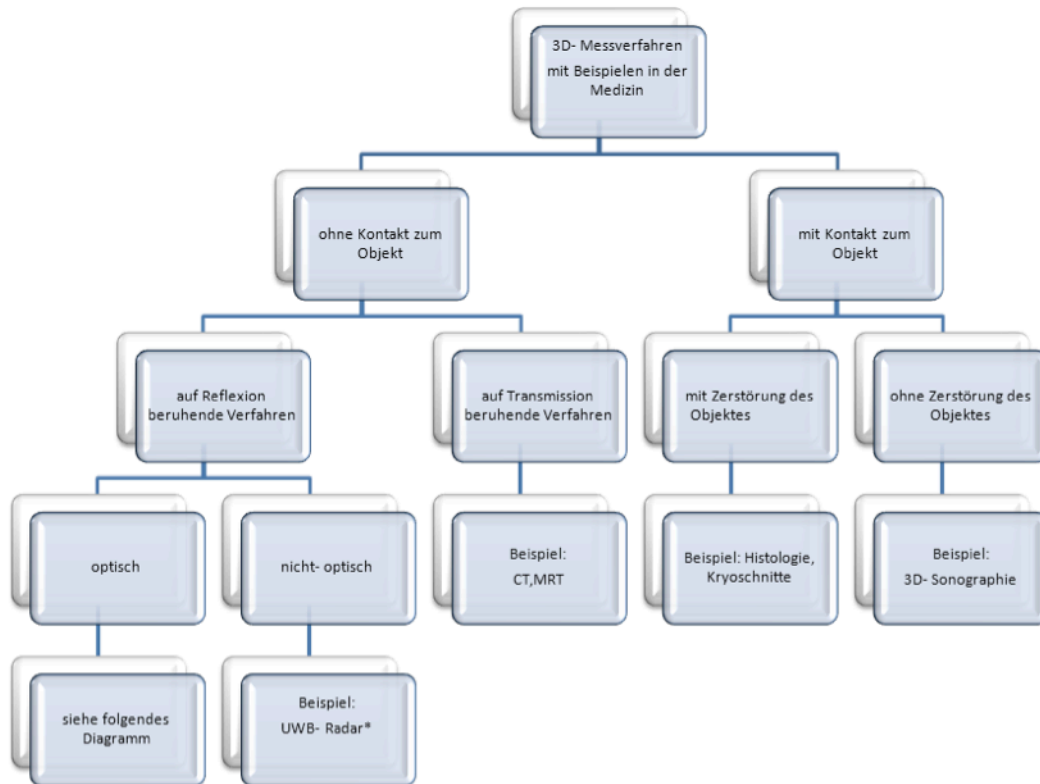 3D- Messverfahren
mit Beispielen in der
Medizin
ohne Kontakt zum
Objekt
mit Kontakt zum
Objekt
auf Reflexion
beruhende Verfahren
auf Transmission
beruhende Verfahren
mit Zerstörung des
Objektes
ohne Zerstörung des
Objektes
optisch
nicht- optisch
Beispiel:
CT,MRT
Beispiel: Histologie,
Kryoschnitte
Beispiel:
3D- Sonographie
siehe folgendes
Diagramm
Beispiel:
UWB- Radar*